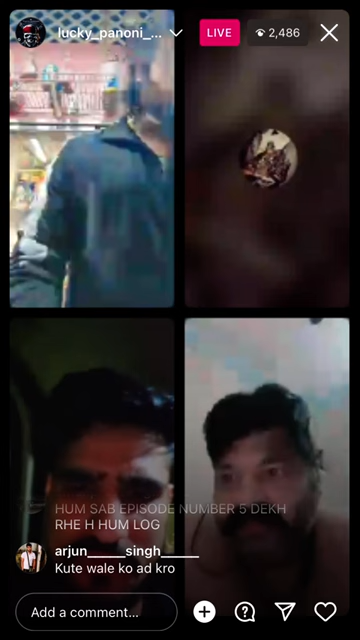 lucky_panoni_...
LIVE
2,486
HUM SAB EPISODE NUMBER 5 DEKH
RHE H HUM LOG
arjun______singh______
Kute wale ko ad kro
Add a comment...